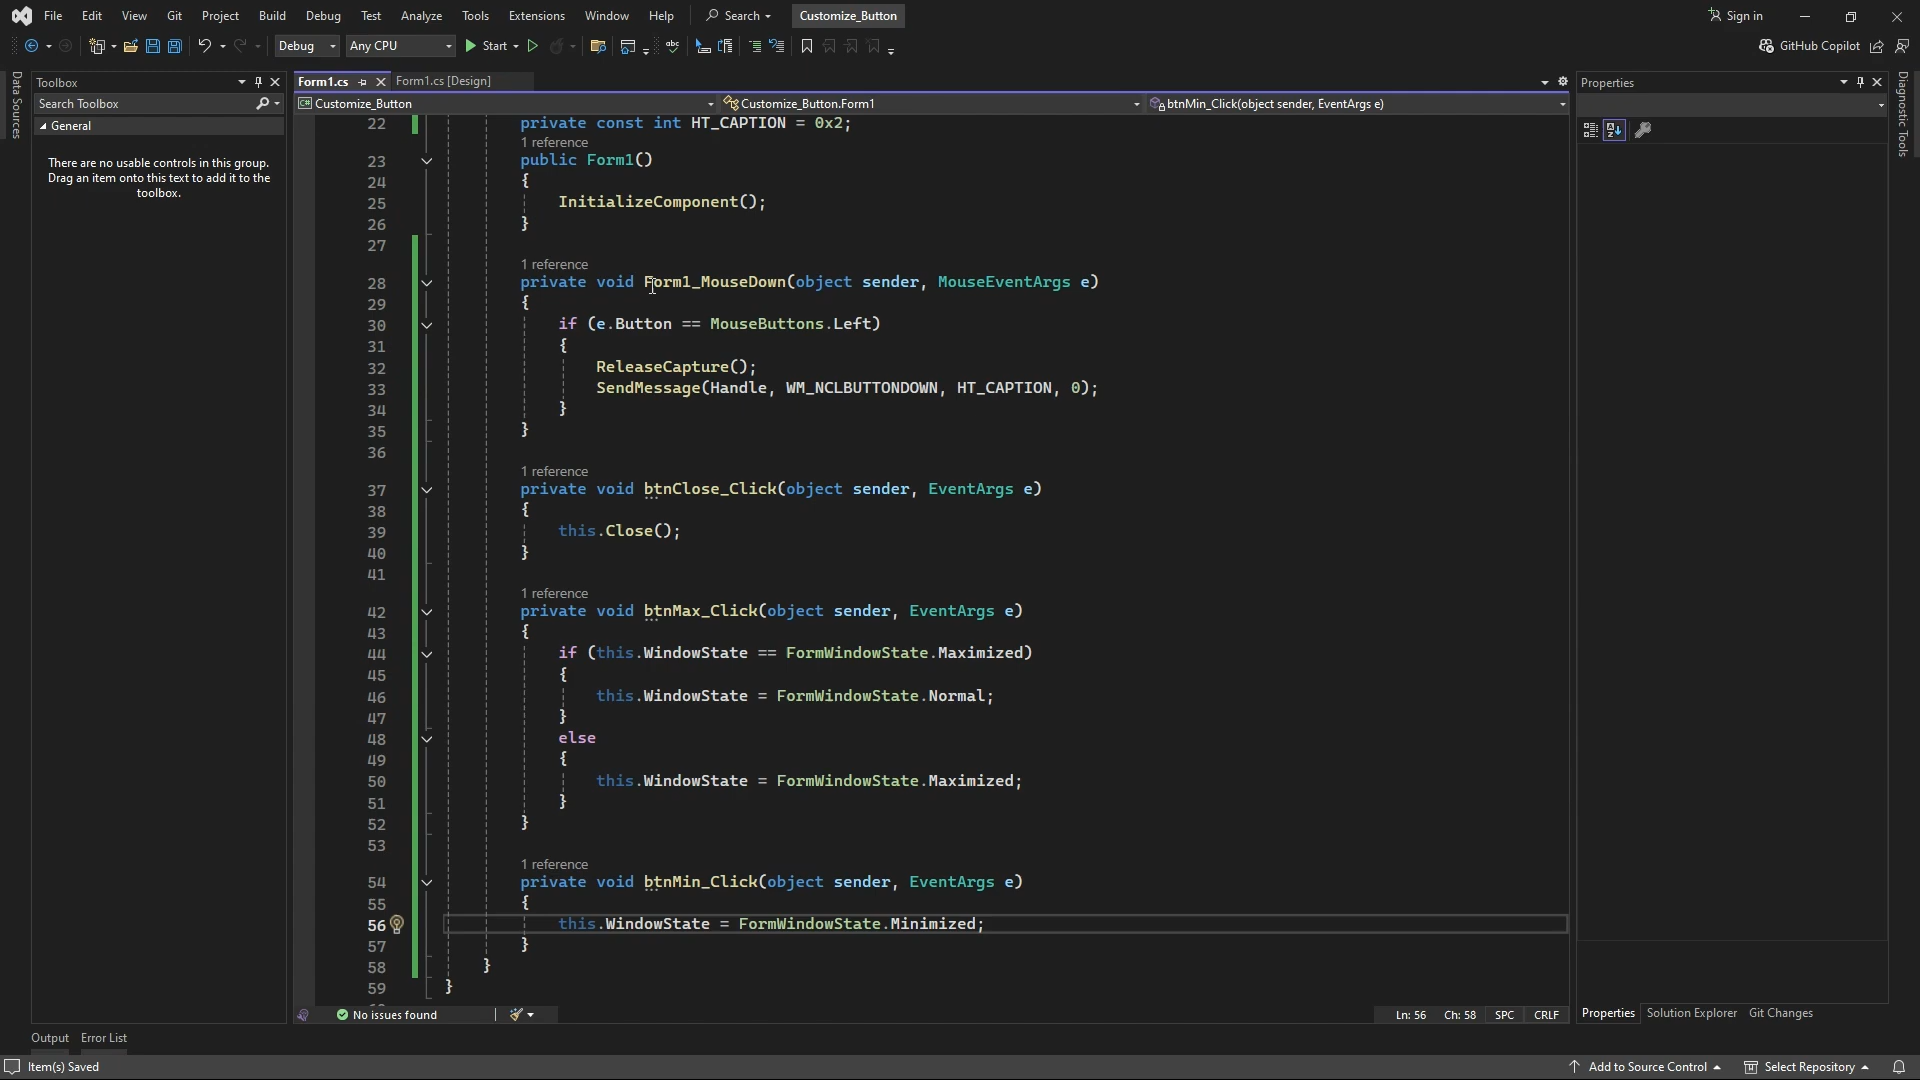 File Edit View Git Project Build Debug Test Analyze Tools Extensions Window Help Search Customize_Button Sign in
Debug Any CPU Start GitHub Copilot
Data Sources
Toolbox
Search Toolbox
General
There are no usable controls in this group.
Drag an item onto this text to add it to the
toolbox.
Form1.cs Form1.cs [Design]
Customize_Button Customize_Button.Form1 btnMin_Click(object sender, EventArgs e)
22 private const int HT_CAPTION = 0x2;
1 reference
23 public Form1()
24 {
25 InitializeComponent();
26 }
27
1 reference
28 private void Form1_MouseDown(object sender, MouseEventArgs e)
29 {
30 if (e.Button == MouseButtons.Left)
31 {
32 ReleaseCapture();
33 SendMessage(Handle, WM_NCLBUTTONDOWN, HT_CAPTION, 0);
34 }
35 }
36
1 reference
37 private void btnClose_Click(object sender, EventArgs e)
38 {
39 this.Close();
40 }
41
1 reference
42 private void btnMax_Click(object sender, EventArgs e)
43 {
44 if (this.WindowState == FormWindowState.Maximized)
45 {
46 this.WindowState = FormWindowState.Normal;
47 }
48 else
49 {
50 this.WindowState = FormWindowState.Maximized;
51 }
52 }
53
1 reference
54 private void btnMin_Click(object sender, EventArgs e)
55 {
56 this.WindowState = FormWindowState.Minimized;
57 }
58 }
59 }
No issues found Ln: 56 Ch: 58 SPC CRLF
Properties
Diagnostic Tools
Properties Solution Explorer Git Changes
Output Error List
Item(s) Saved Add to Source Control Select Repository